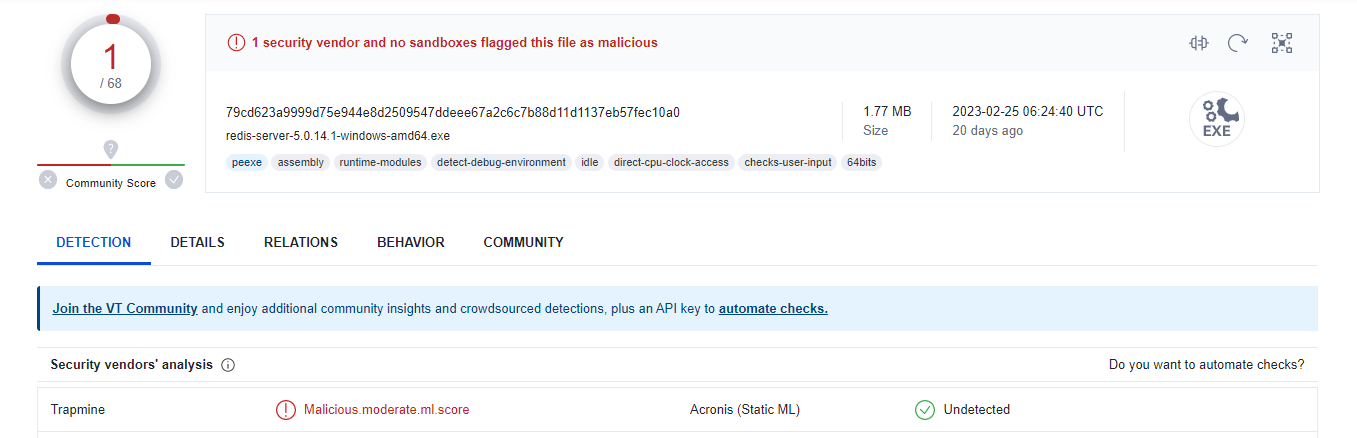 1
/ 68
? 
Community Score
1 security vendor and no sandboxes flagged this file as malicious
79cd623a9999d75e944e8d2509547ddeee67a2c6c7b88d11d1137eb57fec10a0
redis-server-5.0.14.1-windows-amd64.exe
peexe assembly runtime-modules detect-debug-environment idle direct-cpu-clock-access checks-user-input 64bits
1.77 MB
Size
2023-02-25 06:24:40 UTC
20 days ago
EXE
DETECTION DETAILS RELATIONS BEHAVIOR COMMUNITY
Join the VT Community and enjoy additional community insights and crowdsourced detections, plus an API key to automate checks.
Security vendors' analysis Do you want to automate checks?
Trapmine Malicious.moderate.ml.score Acronis (Static ML) Undetected